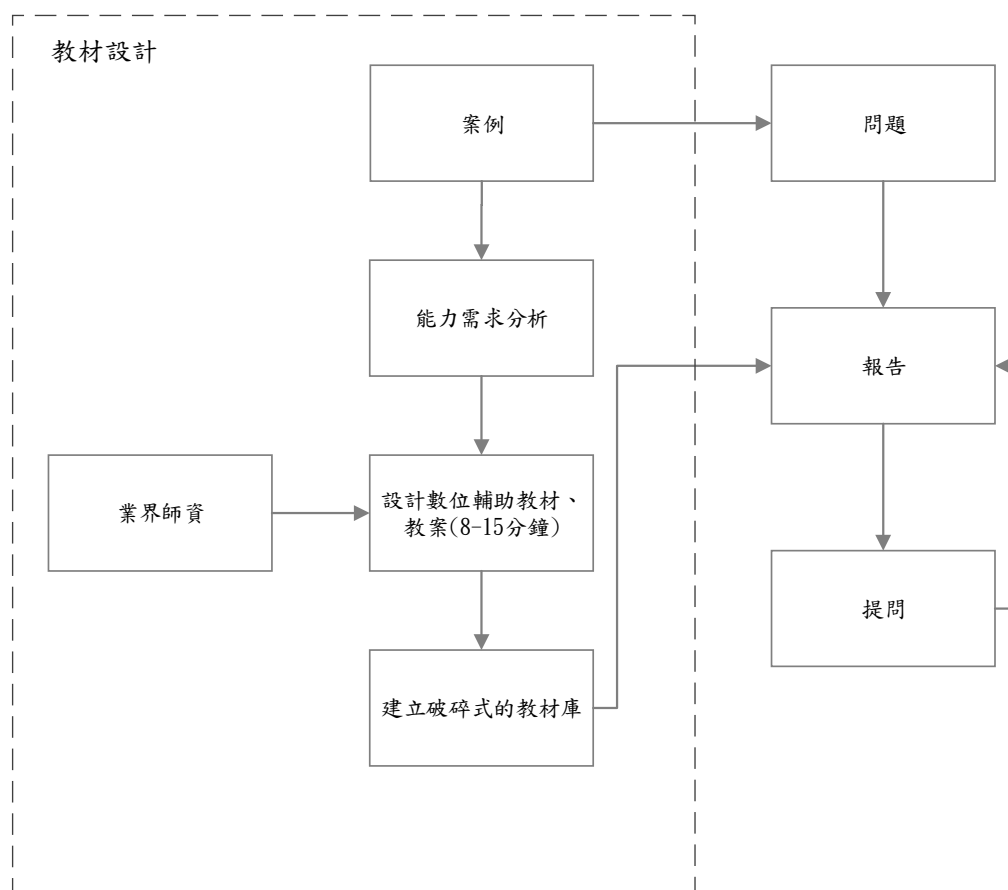 教材設計
案例
問題
能力需求分析
報告
業界師資
設計數位輔助教材、
教案(8-15分鐘)
提問
建立破碎式的教材庫